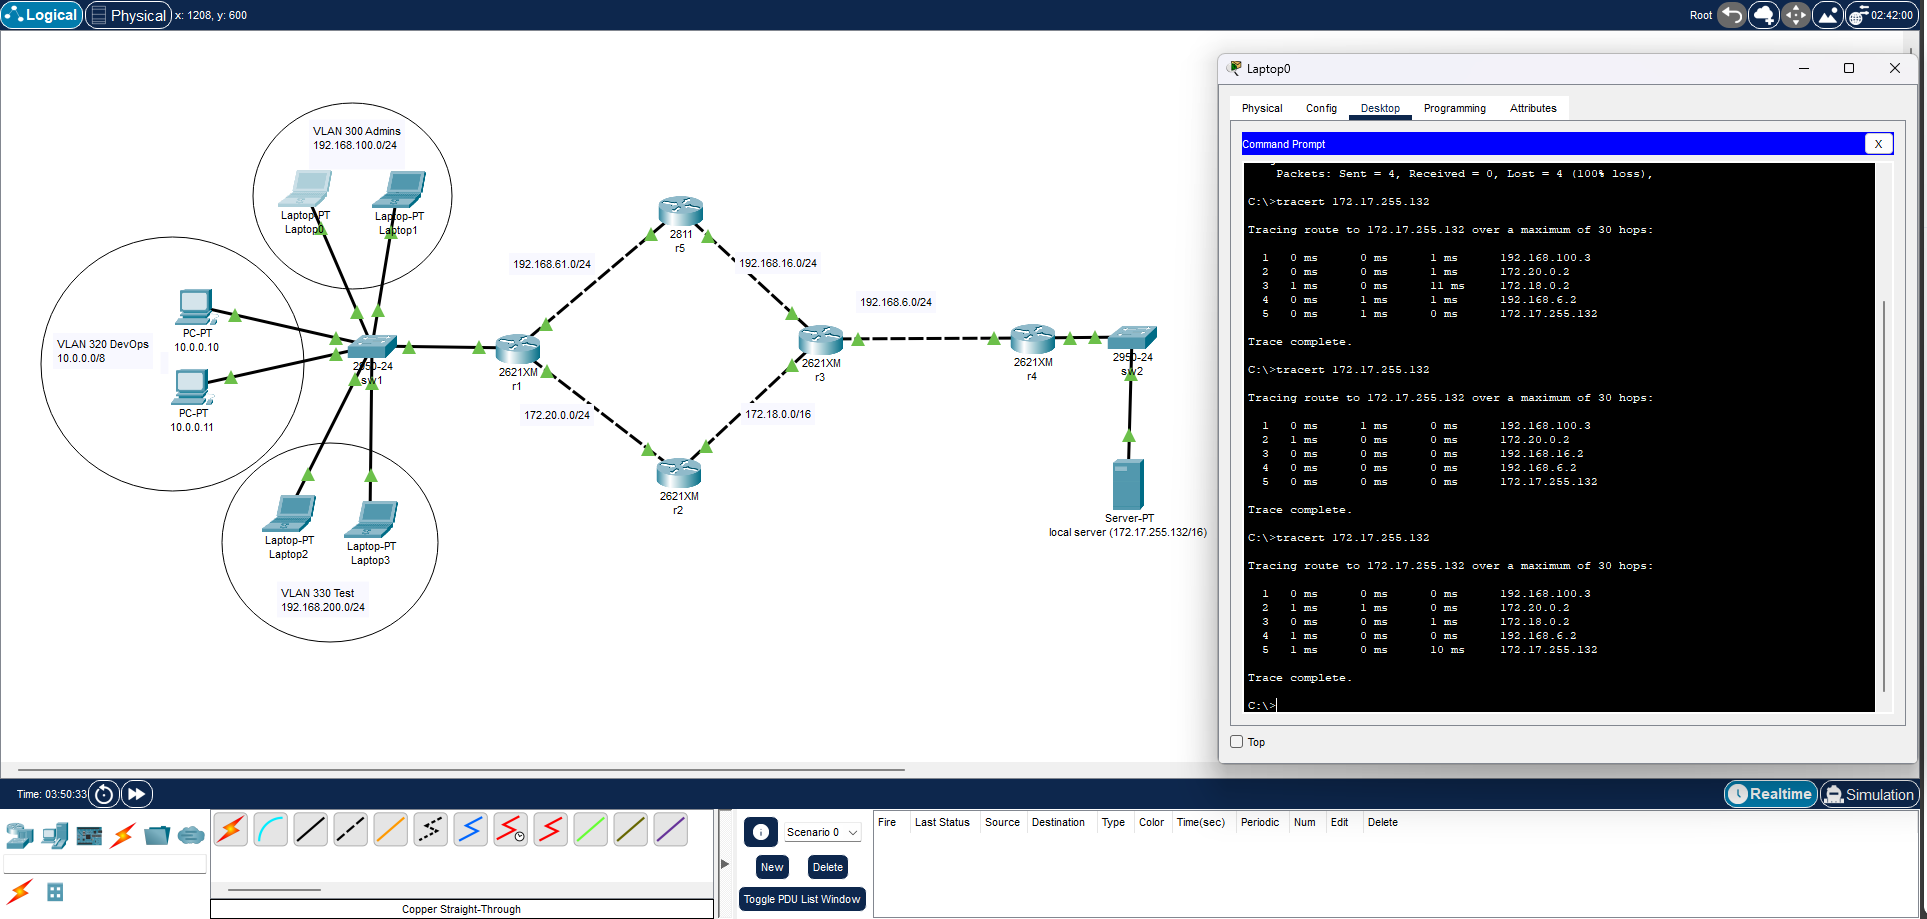 Logical
Physical
x: 1208, y: 600
Root
02:42:00
VLAN 300 Admins
192.168.100.0/24
Laptop-PT
Laptop0
Laptop-PT
Laptop1
VLAN 320 DevOps
10.0.0.0/8
PC-PT
10.0.0.10
PC-PT
10.0.0.11
2950-24
sw1
Laptop-PT
Laptop2
Laptop-PT
Laptop3
VLAN 330 Test
192.168.200.0/24
192.168.61.0/24
2811
r5
192.168.16.0/24
2621XM
r1
172.20.0.0/24
172.18.0.0/16
2621XM
r2
2621XM
r3
192.168.6.0/24
2621XM
r4
2950-24
sw2
Server-PT
local server (172.17.255.132/16)
Laptop0
Physical
Config
Desktop
Programming
Attributes
Command Prompt
X
Packets: Sent = 4, Received = 0, Lost = 4 (100% loss),
C:\>tracert 172.17.255.132
Tracing route to 172.17.255.132 over a maximum of 30 hops:
1 0 ms 0 ms 1 ms 192.168.100.3
2 0 ms 0 ms 1 ms 172.20.0.2
3 1 ms 0 ms 11 ms 172.18.0.2
4 0 ms 1 ms 1 ms 192.168.6.2
5 0 ms 1 ms 0 ms 172.17.255.132
Trace complete.
C:\>tracert 172.17.255.132
Tracing route to 172.17.255.132 over a maximum of 30 hops:
1 0 ms 1 ms 0 ms 192.168.100.3
2 1 ms 0 ms 0 ms 172.20.0.2
3 0 ms 0 ms 0 ms 192.168.16.2
4 0 ms 0 ms 0 ms 192.168.6.2
5 0 ms 0 ms 0 ms 172.17.255.132
Trace complete.
C:\>tracert 172.17.255.132
Tracing route to 172.17.255.132 over a maximum of 30 hops:
1 0 ms 0 ms 0 ms 192.168.100.3
2 1 ms 1 ms 0 ms 172.20.0.2
3 0 ms 0 ms 1 ms 172.18.0.2
4 1 ms 0 ms 0 ms 192.168.6.2
5 1 ms 0 ms 10 ms 172.17.255.132
Trace complete.
C:\>
Top
Time: 03:50:33
Realtime
Simulation
Copper Straight-Through
Scenario 0
New
Delete
Toggle PDU List Window
Fire
Last Status
Source
Destination
Type
Color
Time(sec)
Periodic
Num
Edit
Delete